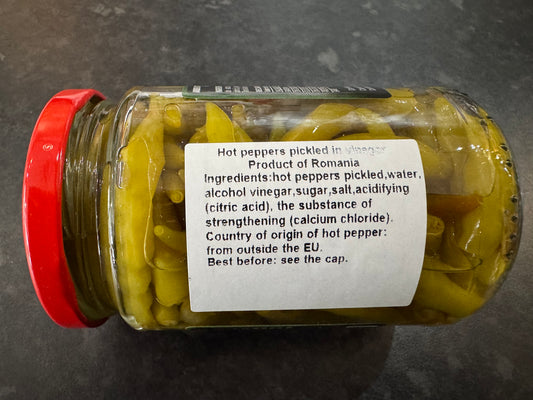 Hot peppers pickled in vinegar
Product of Romania
Ingredients:hot peppers pickled,water,
alcohol vinegar,sugar,salt,acidifying
(citric acid), the substance of
strengthening (calcium chloride).
Country of origin of hot pepper:
from outside the EU.
Best before: see the cap.